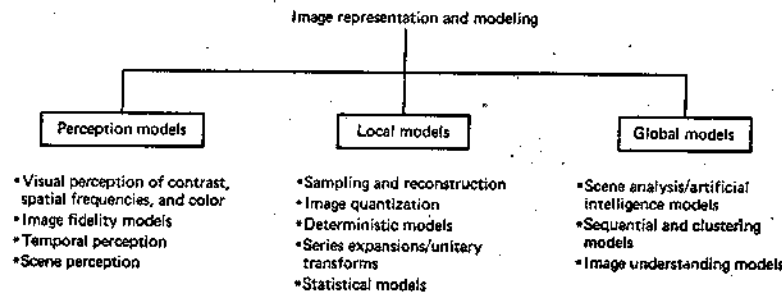 Image representation and modeling
Perception models
• Visual perception of contrast,
spatial frequencies, and color
• Image fidelity models
• Temporal perception
• Scene perception
Local models
• Sampling and reconstruction
• Image quantization
• Deterministic models
• Series expansions/unitary
transforms
• Statistical models
Global models
• Scene analysis/artificial
intelligence models
• Sequential and clustering
models
• Image understanding models